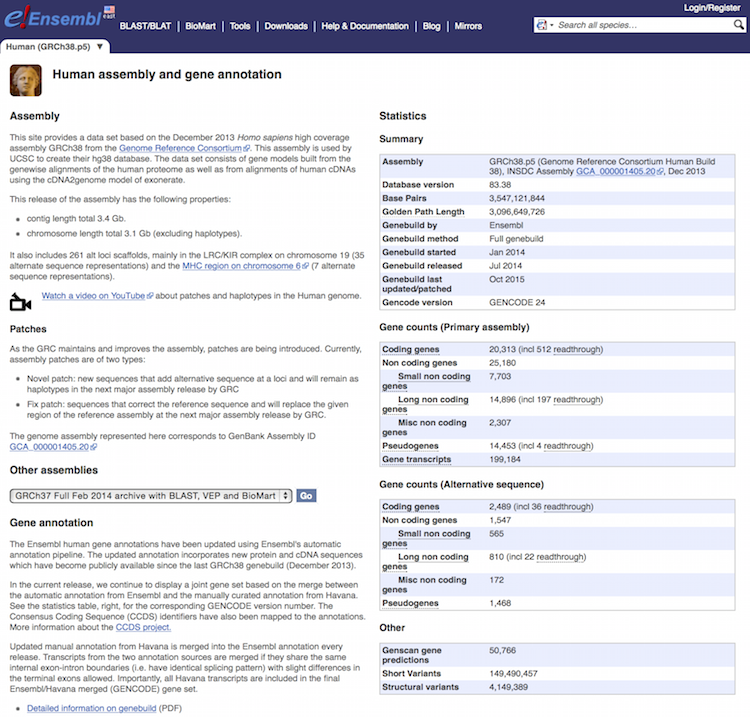 Login/Register
e!Ensembl east
BLAST/BLAT | BioMart | Tools | Downloads | Help & Documentation | Blog | Mirrors
Search all species…
Human (GRCh38.p5) ▼
Human assembly and gene annotation
Assembly
This site provides a data set based on the December 2013 Homo sapiens high coverage
assembly GRCh38 from the Genome Reference Consortium. This assembly is used by
UCSC to create their hg38 database. The data set consists of gene models built from the
genewise alignments of the human proteome as well as from alignments of human cDNAs
using the cDNA2genome model of exonerate.
This release of the assembly has the following properties:
• contig length total 3.4 Gb.
• chromosome length total 3.1 Gb (excluding haplotypes).
It also includes 261 alt loci scaffolds, mainly in the LRC/KIR complex on chromosome 19 (35
alternate sequence representations) and the MHC region on chromosome 6 (7 alternate
sequence representations).
Watch a video on YouTube about patches and haplotypes in the Human genome.
Patches
As the GRC maintains and improves the assembly, patches are being introduced. Currently,
assembly patches are of two types:
• Novel patch: new sequences that add alternative sequence at a loci and will remain as
haplotypes in the next major assembly release by GRC
• Fix patch: sequences that correct the reference sequence and will replace the given
region of the reference assembly at the next major assembly release by GRC.
The genome assembly represented here corresponds to GenBank Assembly ID
GCA_000001405.20
Other assemblies
GRCh37 Full Feb 2014 archive with BLAST, VEP and BioMart Go
Gene annotation
The Ensembl human gene annotations have been updated using Ensembl's automatic
annotation pipeline. The updated annotation incorporates new protein and cDNA sequences
which have become publicly available since the last GRCh38 genebuild (December 2013).
In the current release, we continue to display a joint gene set based on the merge between
the automatic annotation from Ensembl and the manually curated annotation from Havana.
See the statistics table, right, for the corresponding GENCODE version number. The
Consensus Coding Sequence (CCDS) identifiers have also been mapped to the annotations.
More information about the CCDS project.
Updated manual annotation from Havana is merged into the Ensembl annotation every
release. Transcripts from the two annotation sources are merged if they share the same
internal exon-intron boundaries (i.e. have identical splicing pattern) with slight differences in
the terminal exons allowed. Importantly, all Havana transcripts are included in the final
Ensembl/Havana merged (GENCODE) gene set.
• Detailed information on genebuild (PDF)
Statistics
Summary
Assembly GRCh38.p5 (Genome Reference Consortium Human Build
38), INSDC Assembly GCA_000001405.20, Dec 2013
Database version 83.38
Base Pairs 3,547,121,844
Golden Path Length 3,096,649,726
Genebuild by Ensembl
Genebuild method Full genebuild
Genebuild started Jan 2014
Genebuild released Jul 2014
Genebuild last Oct 2015
updated/patched
Gencode version GENCODE 24
Gene counts (Primary assembly)
Coding genes 20,313 (incl 512 readthrough)
Non coding genes 25,180
Small non coding 7,703
genes
Long non coding 14,896 (incl 197 readthrough)
genes
Misc non coding 2,307
genes
Pseudogenes 14,453 (incl 4 readthrough)
Gene transcripts 199,184
Gene counts (Alternative sequence)
Coding genes 2,489 (incl 36 readthrough)
Non coding genes 1,547
Small non coding 565
genes
Long non coding 810 (incl 22 readthrough)
genes
Misc non coding 172
genes
Pseudogenes 1,468
Other
Genscan gene 50,766
predictions
Short Variants 149,490,457
Structural variants 4,149,389